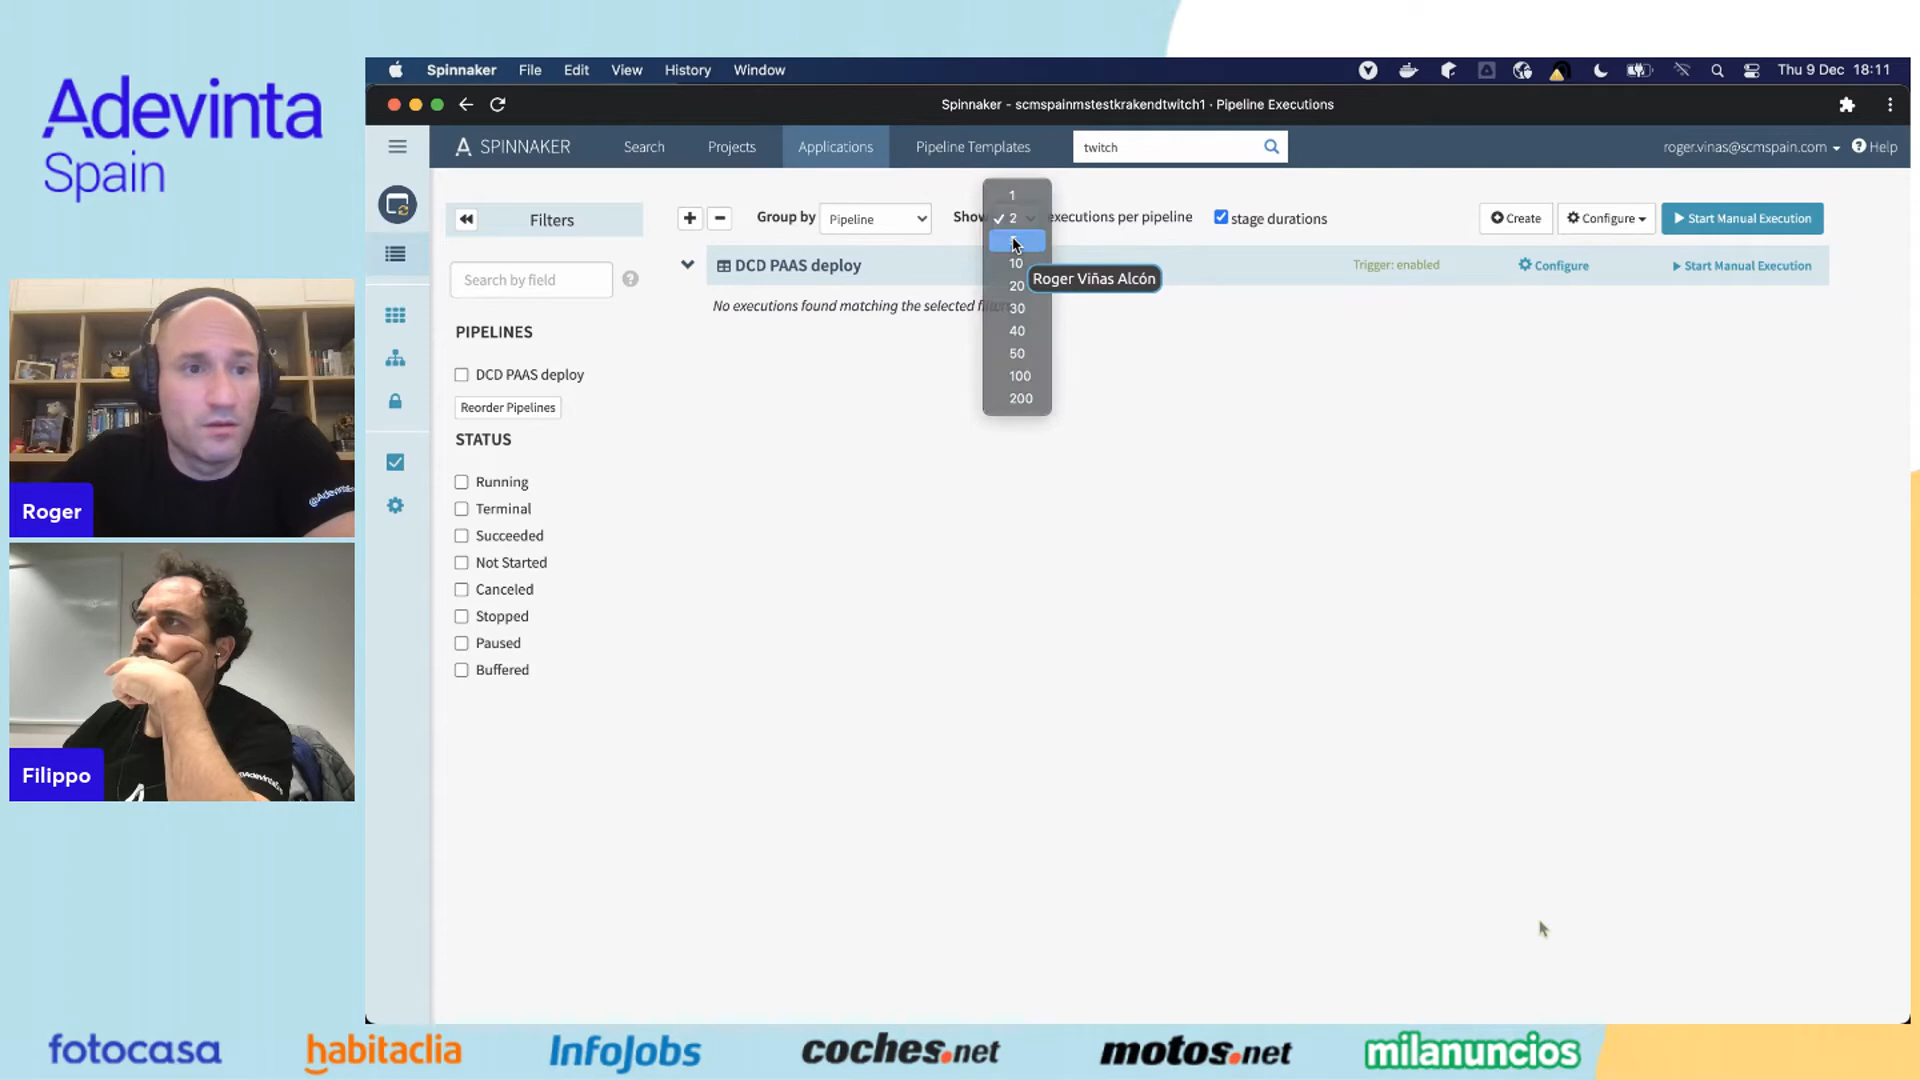 Adevinta
Spain
Spinnaker File Edit View History Window
Thu 9 Dec 18:11
Spinnaker - scmspainmstestkrakendtwitch1 · Pipeline Executions
SPINNAKER
Search
Projects
Applications
Pipeline Templates
twitch
roger.vinas@scmspain.com
Help
Filters
Group by
Pipeline
Show
executions per pipeline
stage durations
Create
Configure
Start Manual Execution
1
✓ 2
10
20
30
40
50
100
200
Roger Viñas Alcón
DCD PAAS deploy
Trigger: enabled
Configure
Start Manual Execution
No executions found matching the selected
Search by field
PIPELINES
DCD PAAS deploy
Reorder Pipelines
STATUS
Running
Terminal
Succeeded
Not Started
Canceled
Stopped
Paused
Buffered
Roger
Filippo
fotocasa
habitaclia
InfoJobs
coches.net
motos.net
milanuncios